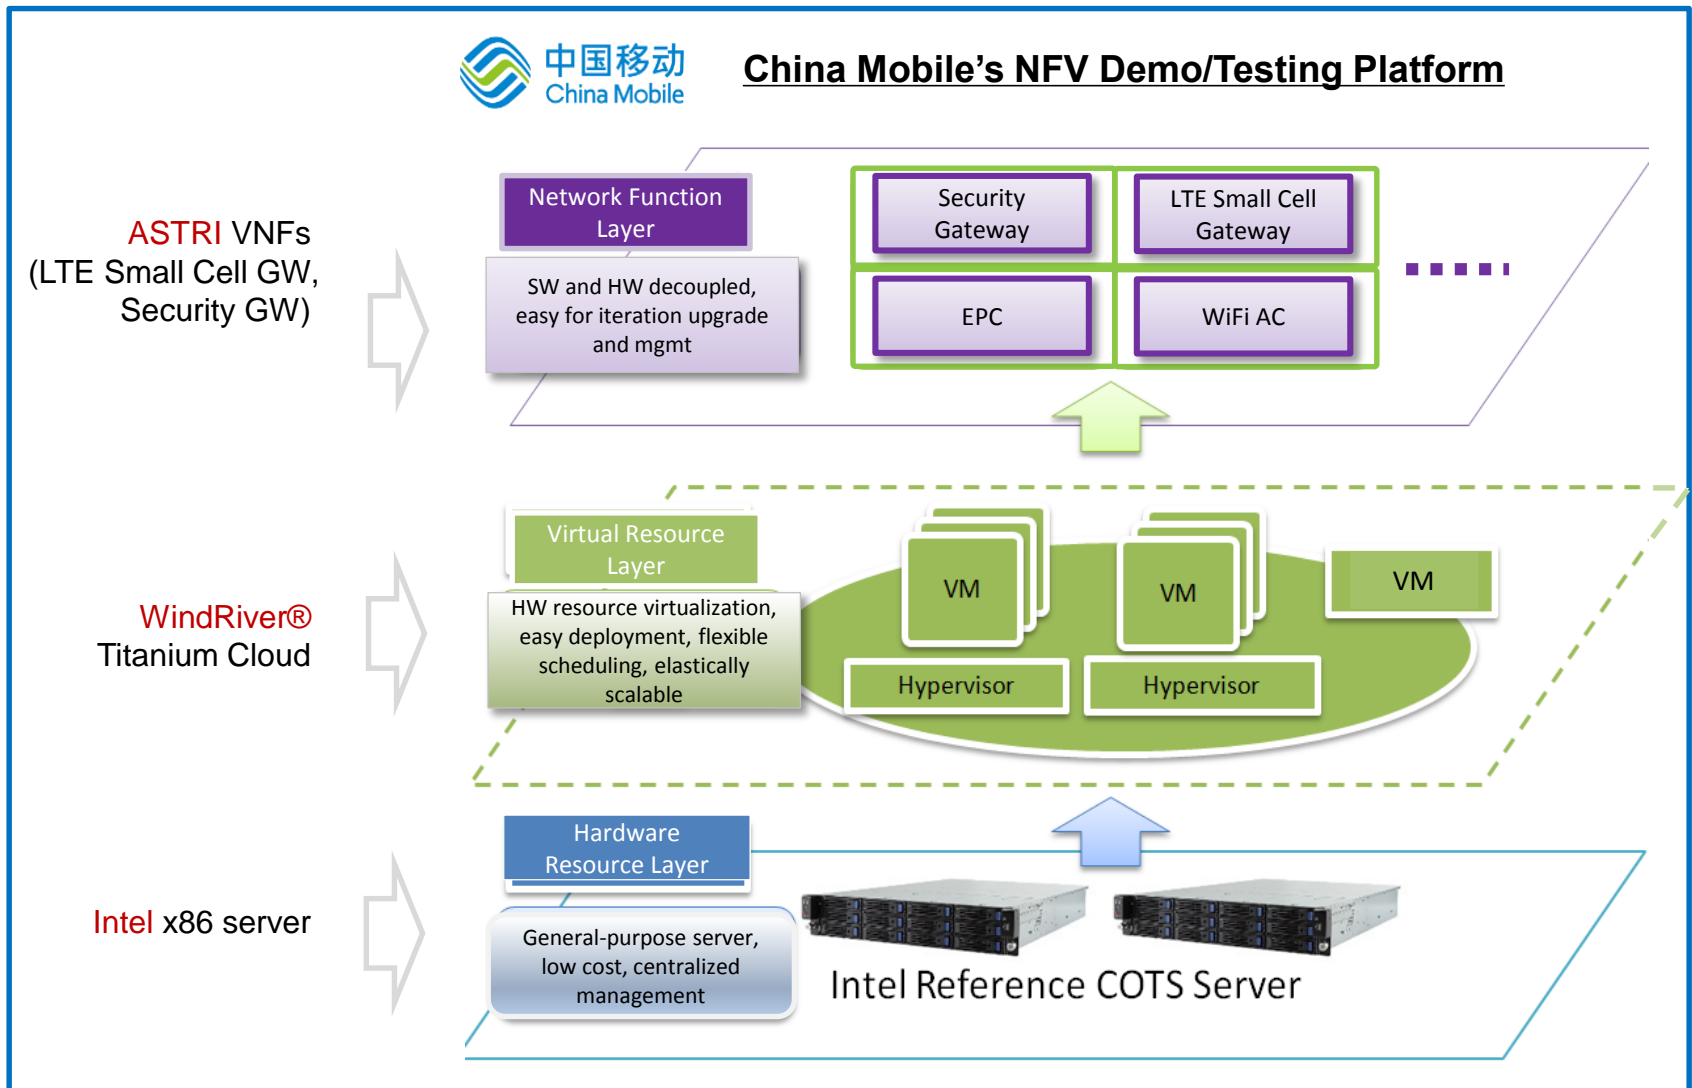 中国移动
China Mobile
China Mobile's NFV Demo/Testing Platform
ASTRI VNFs
(LTE Small Cell GW,
Security GW)
Network Function
Layer
SW and HW decoupled,
easy for iteration upgrade
and mgmt
Security
Gateway
LTE Small Cell
Gateway
EPC
WiFi AC
WindRiver®
Titanium Cloud
Virtual Resource
Layer
HW resource virtualization,
easy deployment, flexible
scheduling, elastically
scalable
VM
VM
VM
Hypervisor
Hypervisor
Intel x86 server
Hardware
Resource Layer
General-purpose server,
low cost, centralized
management
Intel Reference COTS Server